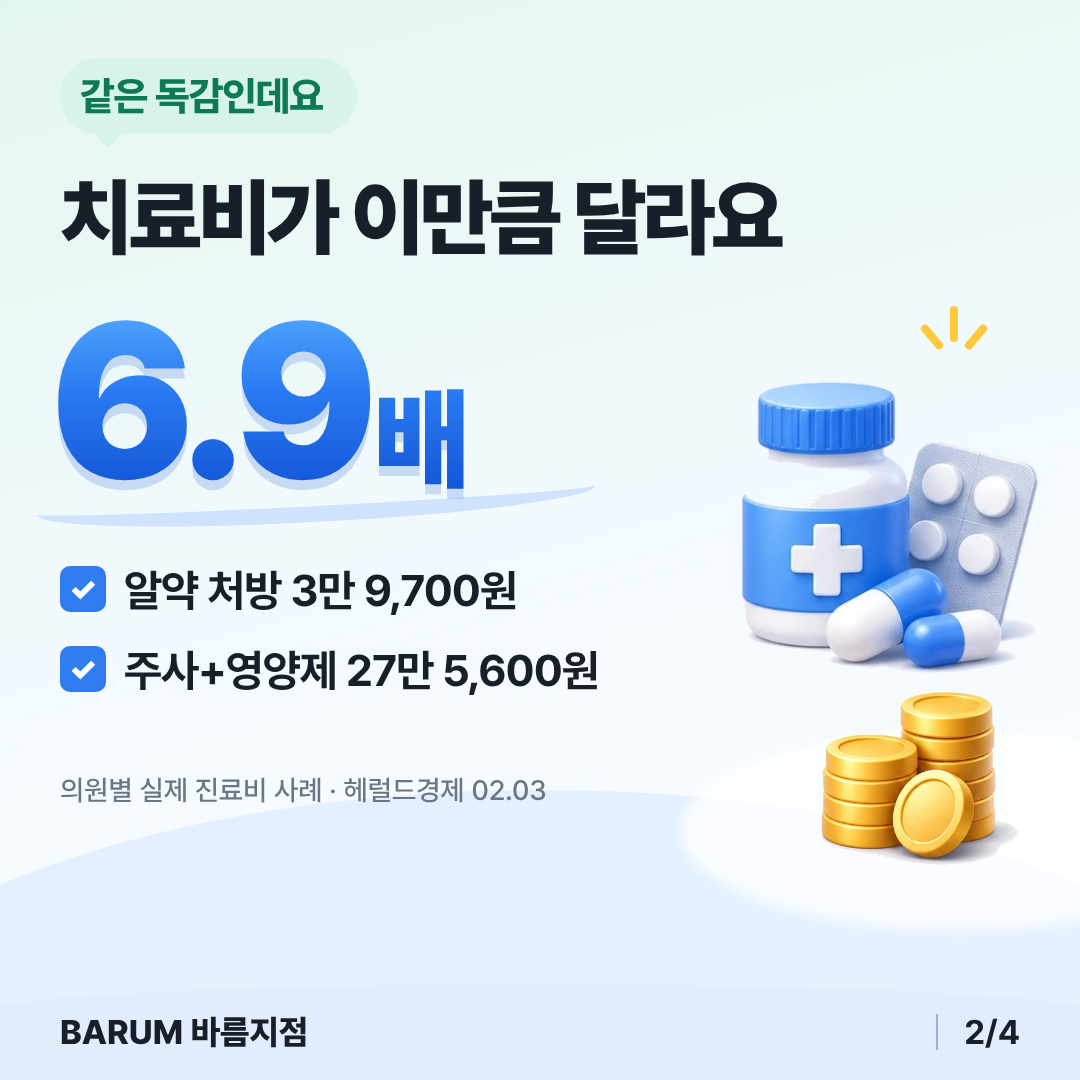 같은 독감인데요
치료비가 이만큼 달라요
6.9배
알약 처방 3만 9,700원
주사+영양제 27만 5,600원
의원별 실제 진료비 사례 · 헤럴드경제 02.03
BARUM 바름지점
2/4